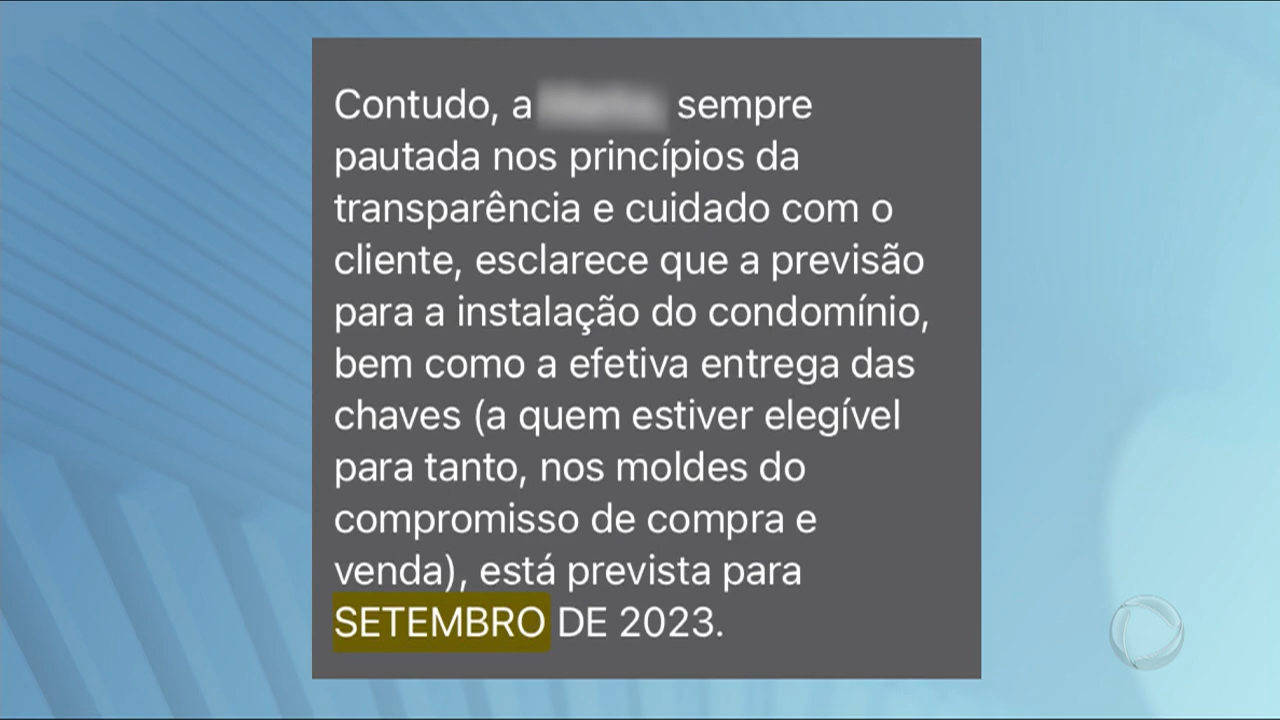 Contudo, a sempre
pautada nos princípios da
transparência e cuidado com o
cliente, esclarece que a previsão
para a instalação do condomínio,
bem como a efetiva entrega das
chaves (a quem estiver elegível
para tanto, nos moldes do
compromisso de compra e
venda), está prevista para
SETEMBRO DE 2023.